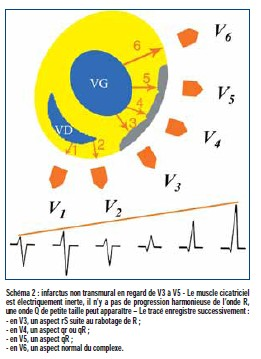 6
V6
VG
5
V5
4
3
VD
V4
1
2
V3
V1
V2
Schéma 2 : infarctus non transmural en regard de V3 à V5 - Le muscle cicatriciel
est électriquement inerte, il n'y a pas de progression harmonieuse de l'onde R,
une onde Q de petite taille peut apparaître – Le tracé enregistre successivement :
- en V3, un aspect rS suite au rabotage de R ;
- en V4, un aspect qr ou qR ;
- en V5, un aspect qR ;
- en V6, un aspect normal du complexe.